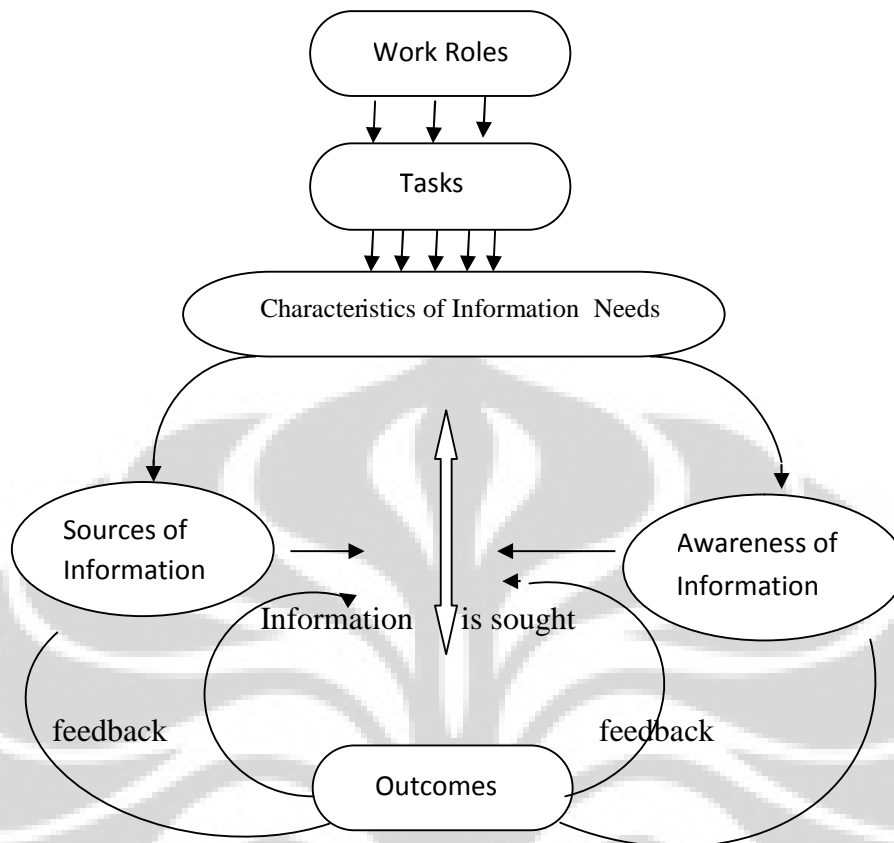 Work Roles
Tasks
Characteristics of Information Needs
Sources of
Information
Awareness of
Information
Information is sought
feedback
feedback
Outcomes